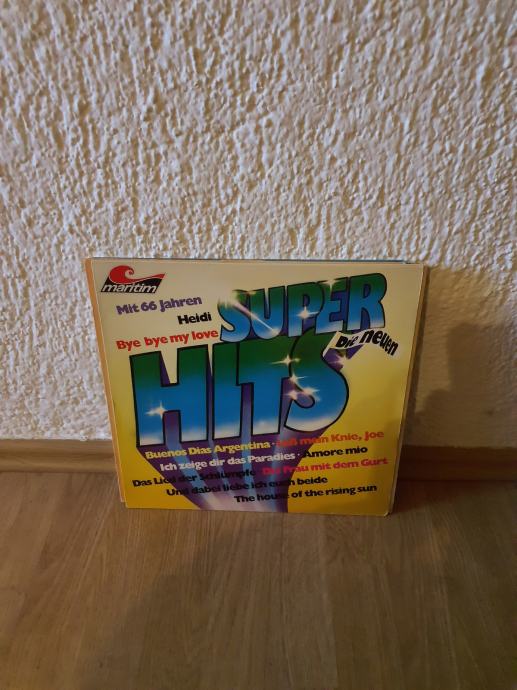 maritim
Mit 66 Jahren
Heidi
Bye bye my love
SUPER
HITS
Die neuen
Buenos Dias Argentina · Laß mein Knie, Joe
Ich zeige dir das Paradies · Amore mio
Das Lied der Schlümpfe · Die Frau mit dem Gurt
Und dabei liebe ich euch beide
The house of the rising sun